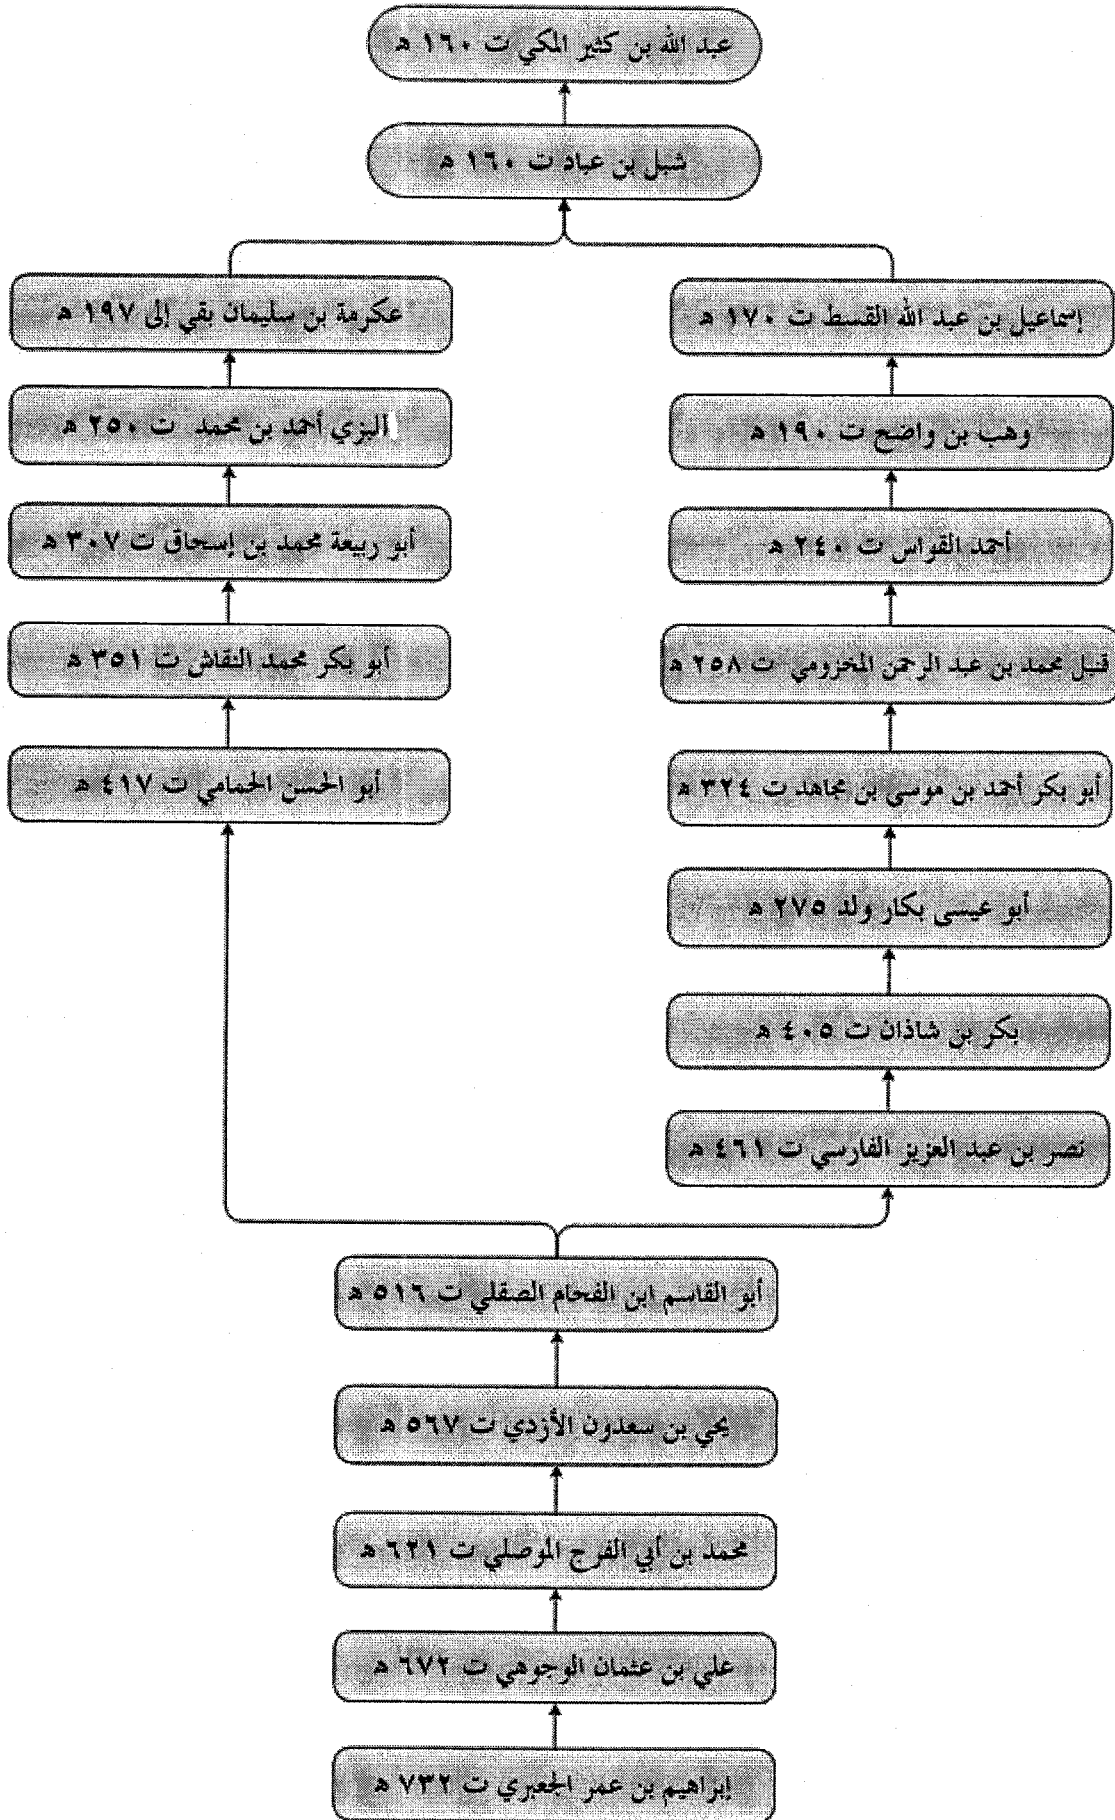 عبد الله بن كثير المكي ت ١٦٠ هـ
شبل بن عباد ت ١٦٠ هـ
إسماعيل بن عبد الله القسط ت ١٧٠ هـ
عكرمة بن سليمان بقي إلى ١٩٧ هـ
وهب بن واضح ت ١٩٠ هـ
البزي أحمد بن محمد ت ٢٥٠ هـ
أحمد القواس ت ٢٤٠ هـ
أبو ربيعة محمد بن إسحاق ت ٣٠٧ هـ
قنبل محمد بن عبد الرحمن المخزومي ت ٢٥٨ هـ
أبو بكر محمد النقاش ت ٣٥١ هـ
أبو بكر أحمد بن موسى بن مجاهد ت ٣٢٤ هـ
أبو الحسن الحمامي ت ٤١٧ هـ
أبو عيسى بكار ولد ٢٧٥ هـ
بكر بن شاذان ت ٤٠٥ هـ
نصر بن عبد العزيز الفارسي ت ٤٦١ هـ
أبو القاسم ابن الفحام الصقلي ت ٥١٦ هـ
يحي بن سعدون الأزدي ت ٥٦٧ هـ
محمد بن أبي الفرج الموصلي ت ٦٢١ هـ
علي بن عثمان الوجوهي ت ٦٧٢ هـ
إبراهيم بن عمر الجعبري ت ٧٣٢ هـ